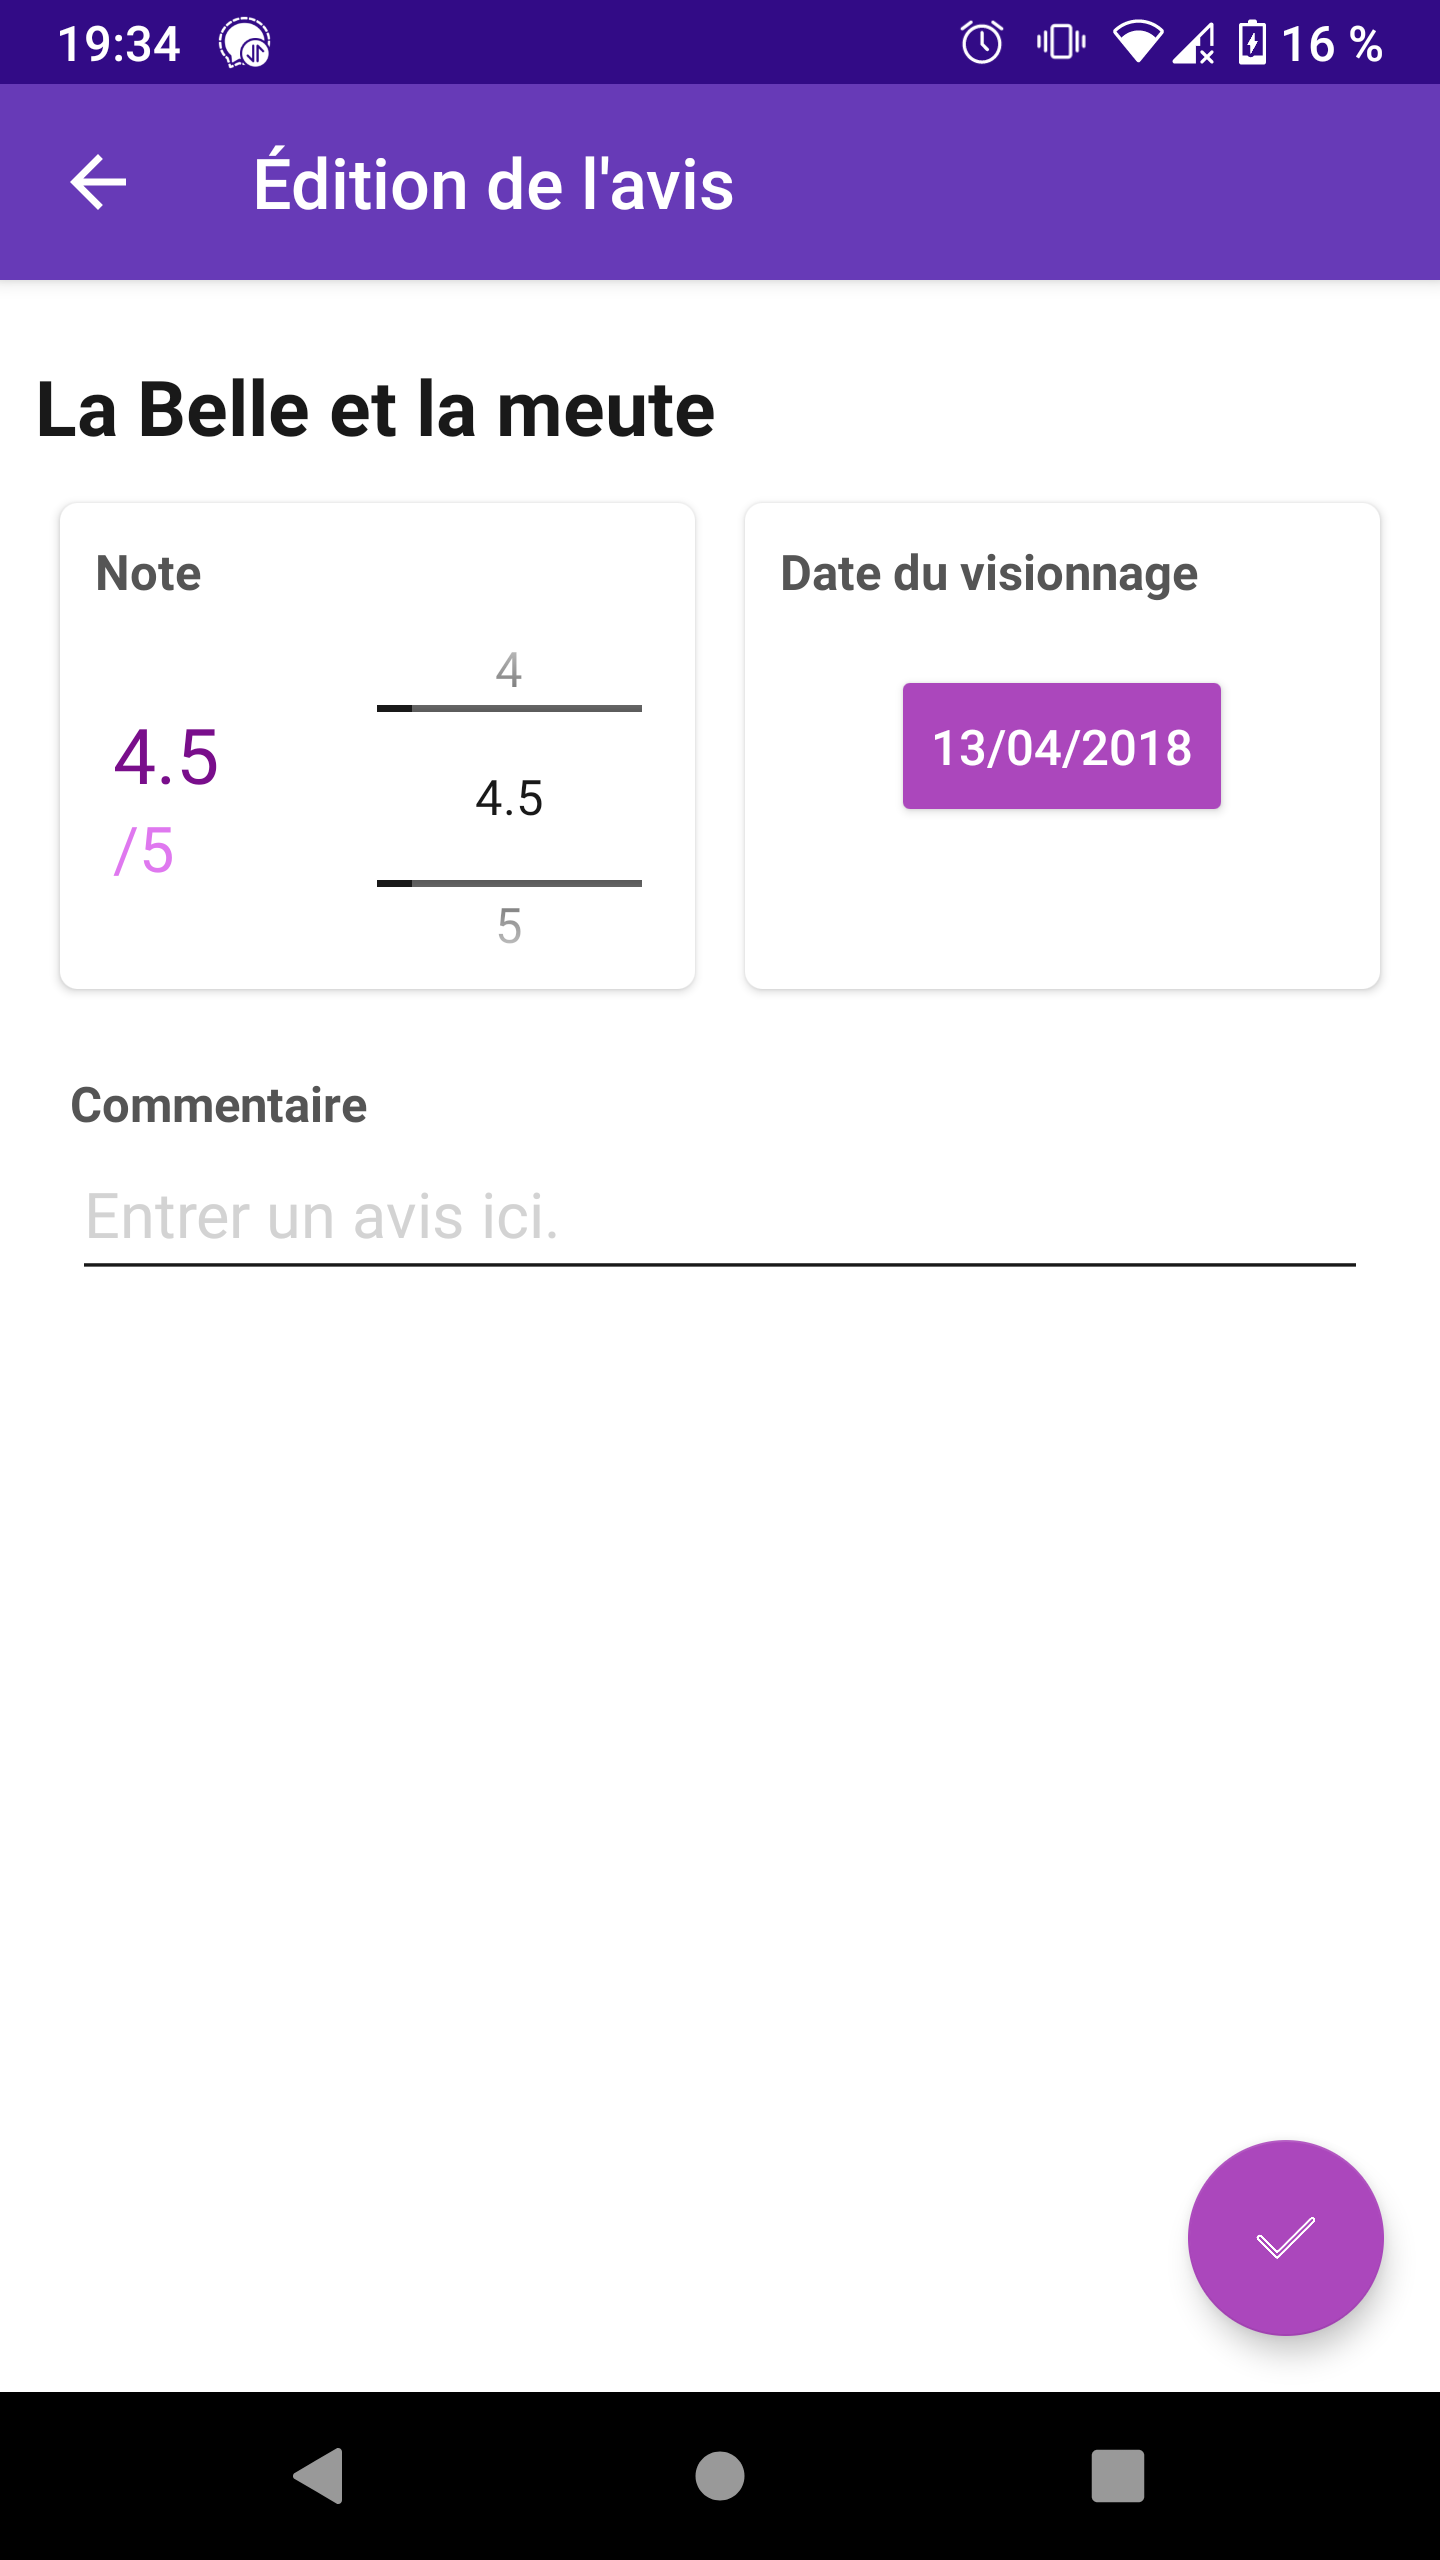 19:34
16 %
Édition de l'avis
La Belle et la meute
Note
4
4.5
4.5
/5
5
Date du visionnage
13/04/2018
Commentaire
Entrer un avis ici.